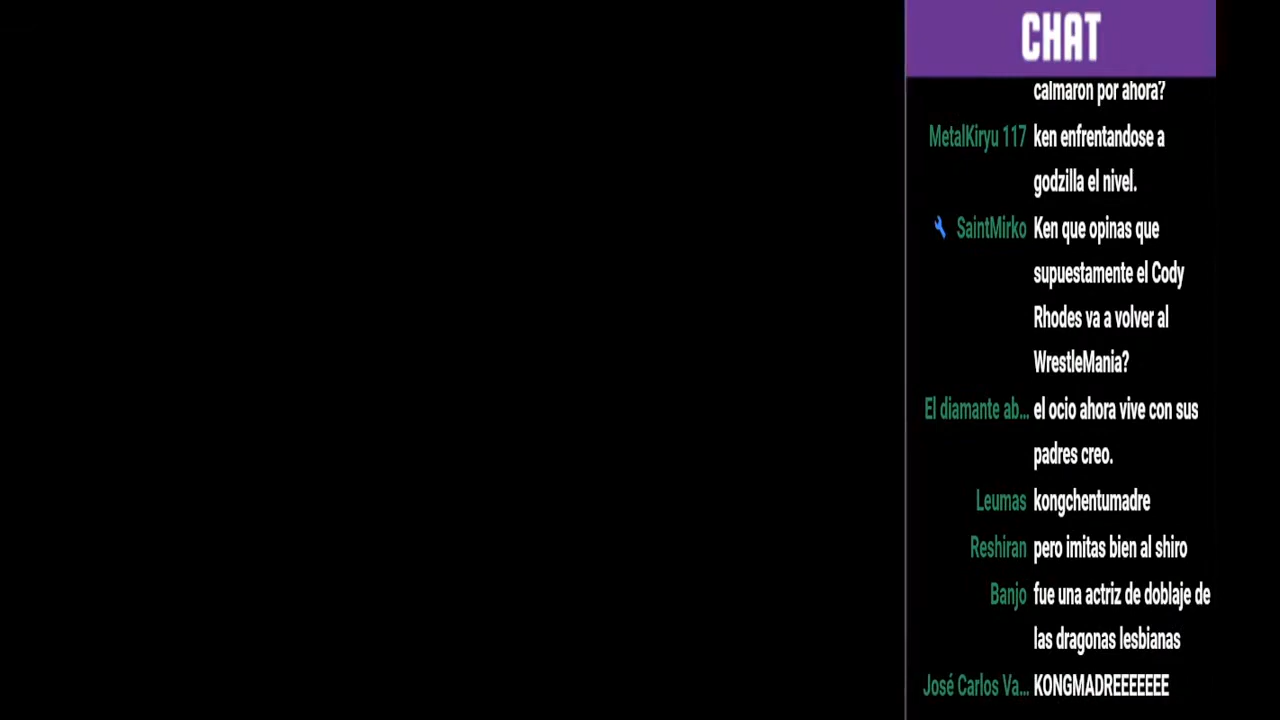 CHAT
calmaron por ahora?
MetalKiryu 117 ken enfrentandose a
godzilla el nivel.
SaintMirko Ken que opinas que
supuestamente el Cody
Rhodes va a volver al
WrestleMania?
El diamante ab... el ocio ahora vive con sus
padres creo.
Leumas kongchentumadre
Reshiran pero imitas bien al shiro
Banjo fue una actriz de doblaje de
las dragonas lesbianas
José Carlos Va... KONGMADREEEEEEE